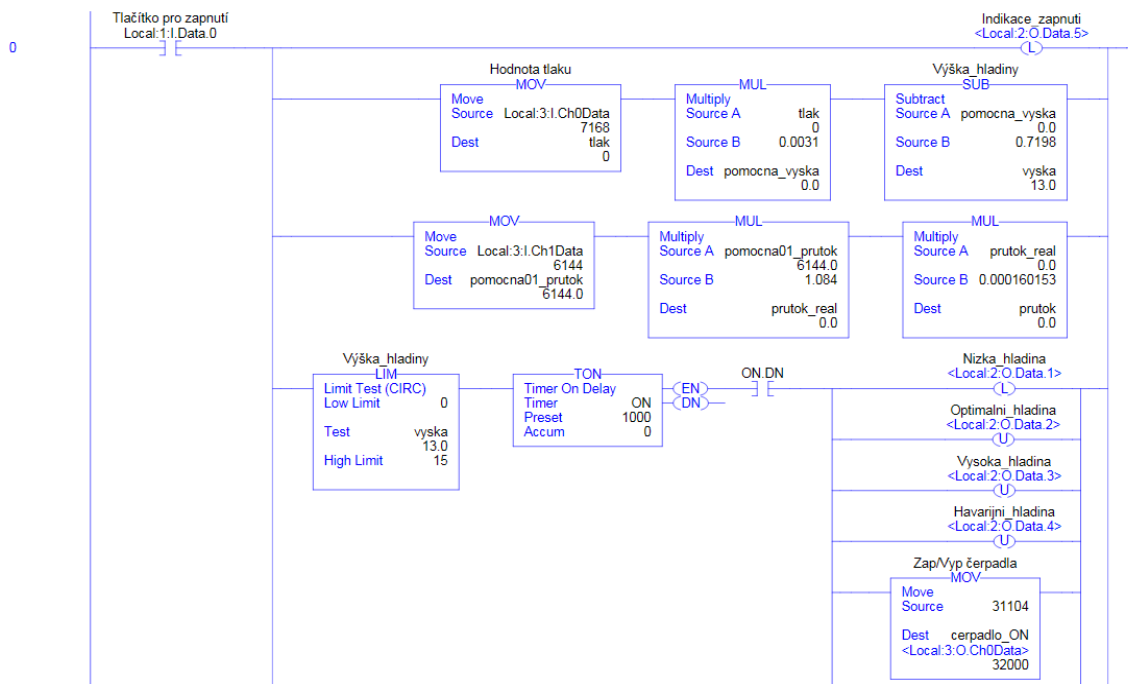 Tlačítko pro zapnutí
Local:1:I.Data.0
Indikace_zapnuti
<Local:2:O.Data.5>
0
L
Hodnota tlaku
MOV
Move
Source Local:3:I.Ch0Data
7168
Dest tlak
0
MUL
Multiply
Source A tlak
0
Source B 0.0031
Dest pomocna_vyska
0.0
Výška_hladiny
SUB
Subtract
Source A pomocna_vyska
0.0
Source B 0.7198
Dest vyska
13.0
MOV
Move
Source Local:3:I.Ch1Data
6144
Dest pomocna01_prutok
6144.0
MUL
Multiply
Source A pomocna01_prutok
6144.0
Source B 1.084
Dest prutok_real
0.0
MUL
Multiply
Source A prutok_real
0.0
Source B 0.000160153
Dest prutok
0.0
Výška_hladiny
LIM
Limit Test (CIRC)
Low Limit 0
Test vyska
13.0
High Limit 15
TON
Timer On Delay
Timer ON
Preset 1000
Accum 0
EN
DN
ON.DN
Nizka_hladina
<Local:2:O.Data.1>
L
Optimalni_hladina
<Local:2:O.Data.2>
U
Vysoka_hladina
<Local:2:O.Data.3>
U
Havarijni_hladina
<Local:2:O.Data.4>
U
Zap/Vyp čerpadla
MOV
Move
Source 31104
Dest cerpadlo_ON
<Local:3:O.Ch0Data>
32000